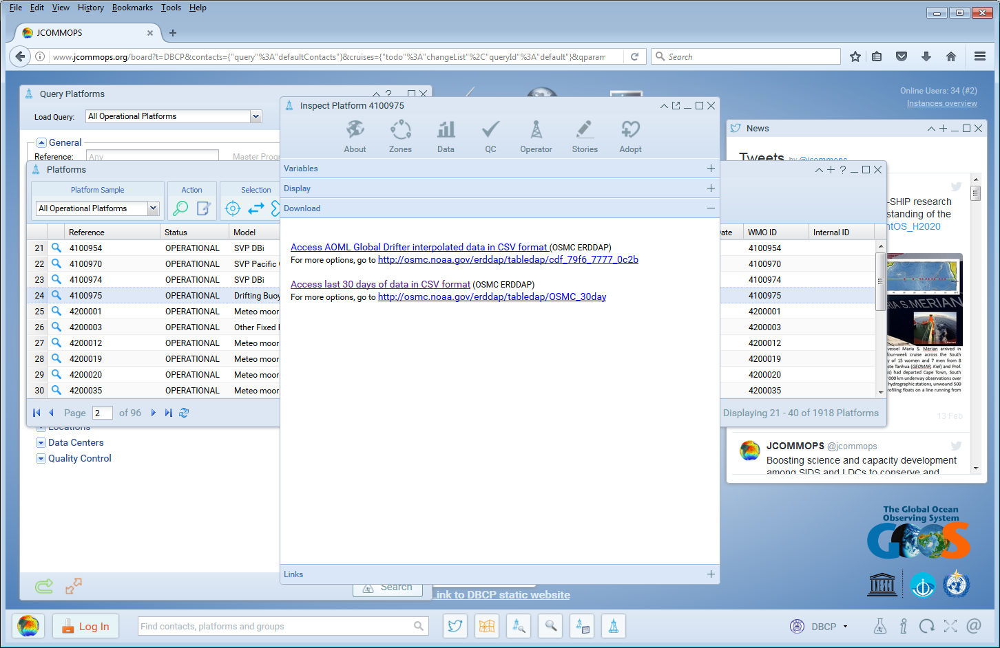 File Edit View History Bookmarks Tools Help
JCOMMOPS
www.jcommops.org/board?t=DBCP&contacts={"query"%3A"defaultContacts"}&cruises={"todo"%3A"changeList"%2C"queryId"%3A"default"}&qparam
Search
Online Users: 34 (#2)
Instances overview
Query Platforms
Load Query: All Operational Platforms
General
Reference: Any Master Progr
Platforms
Platform Sample Action Selection
All Operational Platforms
Reference Status Model
21 4100954 OPERATIONAL SVP DBi
22 4100970 OPERATIONAL SVP Pacific
23 4100974 OPERATIONAL SVP DBi
24 4100975 OPERATIONAL Drifting Buoy
25 4200001 OPERATIONAL Meteo moor
26 4200003 OPERATIONAL Other Fixed
27 4200012 OPERATIONAL Meteo moor
28 4200019 OPERATIONAL Meteo moor
29 4200020 OPERATIONAL Meteo moor
30 4200035 OPERATIONAL Meteo moor
Page 2 of 96
Locations
Data Centers
Quality Control
Search
Inspect Platform 4100975
About Zones Data QC Operator Stories Adopt
Variables
Display
Download
Access AOML Global Drifter interpolated data in CSV format (OSMC ERDDAP)
For more options, go to http://osmc.noaa.gov/erddap/tabledap/cdf_79f6_7777_0c2b
Access last 30 days of data in CSV format (OSMC ERDDAP)
For more options, go to http://osmc.noaa.gov/erddap/tabledap/OSMC_30day
Links
ate WMO ID Internal ID
4100954
4100970
4100974
4100975
4200001
4200003
4200012
4200019
4200020
4200035
Displaying 21 - 40 of 1918 Platforms
Link to DBCP static website
News
Tweets by @jcommops
-SHIP research
standing of the
ntOS_H2020
RIA S.MERIAN
vessel Maria S. Merian arrived in
four-week cruise across the South
y of 15 women and 7 men from 8
ste Tanhua (GEOMAR, Kiel) and Prof.
is) had departed Cape Town, South
000 km underway observations over
hydrographic stations, unwound 500
rofiling floats on a line running from
13 Feb
JCOMMOPS @jcommops
Boosting science and capacity development
among SIDS and LDCs to conserve and
The Global Ocean
Observing System
GOOS
Log In
Find contacts, platforms and groups
DBCP